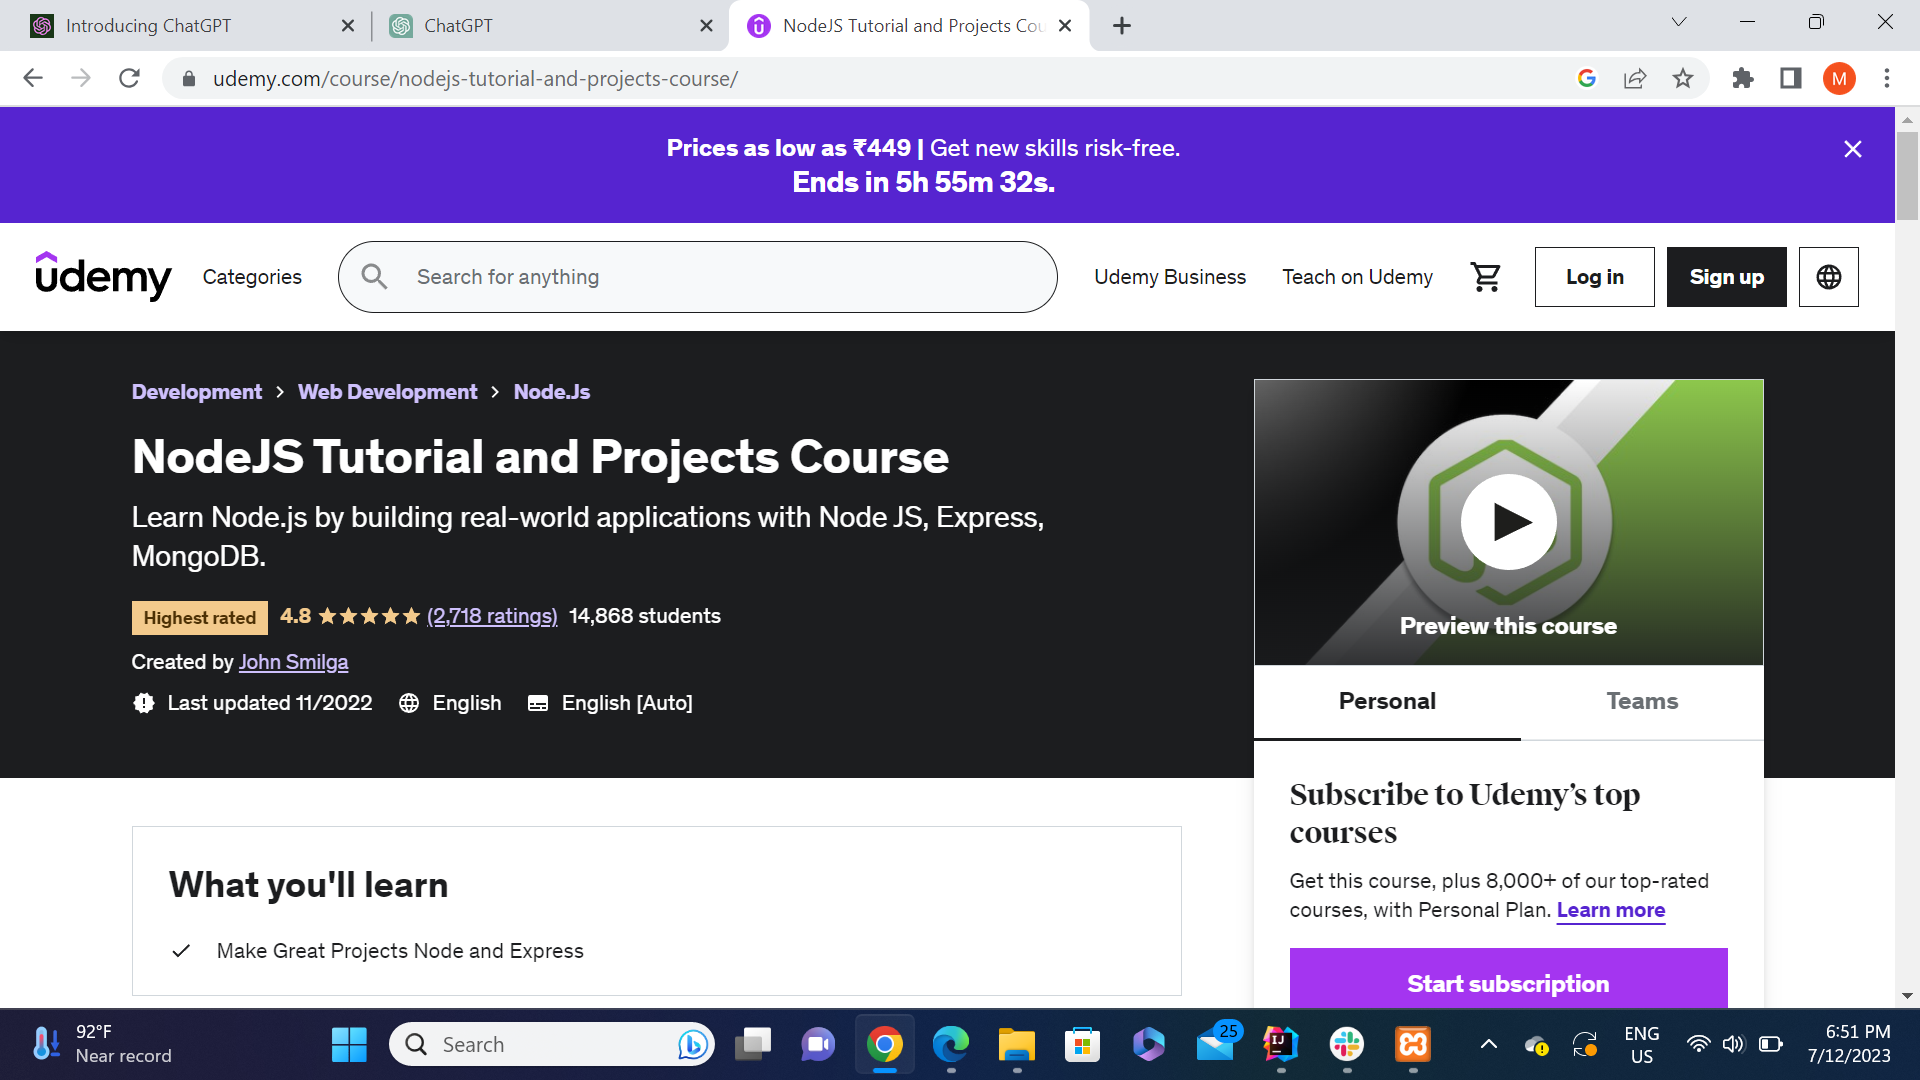 Introducing ChatGPT
ChatGPT
NodeJS Tutorial and Projects Cou
udemy.com/course/nodejs-tutorial-and-projects-course/
M
Prices as low as ₹449 | Get new skills risk-free.
Ends in 5h 55m 32s.
udemy
Categories
Search for anything
Udemy Business
Teach on Udemy
Log in
Sign up
Development > Web Development > Node.Js
NodeJS Tutorial and Projects Course
Learn Node.js by building real-world applications with Node JS, Express,
MongoDB.
Highest rated 4.8 (2,718 ratings) 14,868 students
Created by John Smilga
Last updated 11/2022 English English [Auto]
Preview this course
Personal
Teams
Subscribe to Udemy's top
courses
Get this course, plus 8,000+ of our top-rated
courses, with Personal Plan. Learn more
Start subscription
What you'll learn
Make Great Projects Node and Express
92°F
Near record
Search
25
IJ
ENG
US
6:51 PM
7/12/2023